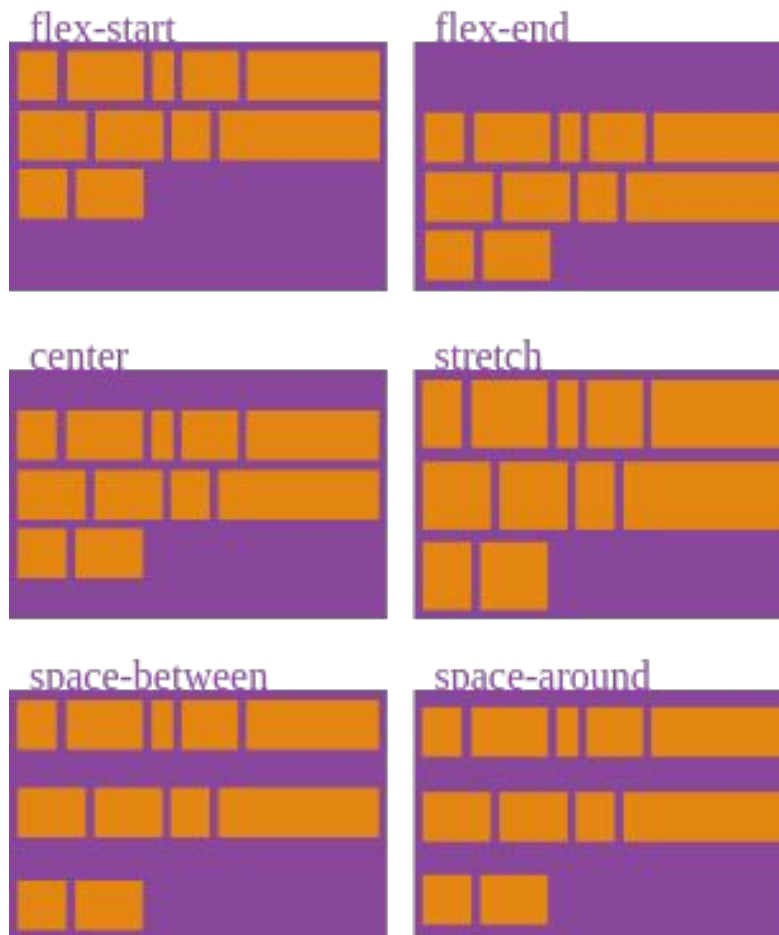 flex-start
flex-end
center
stretch
space-between
space-around